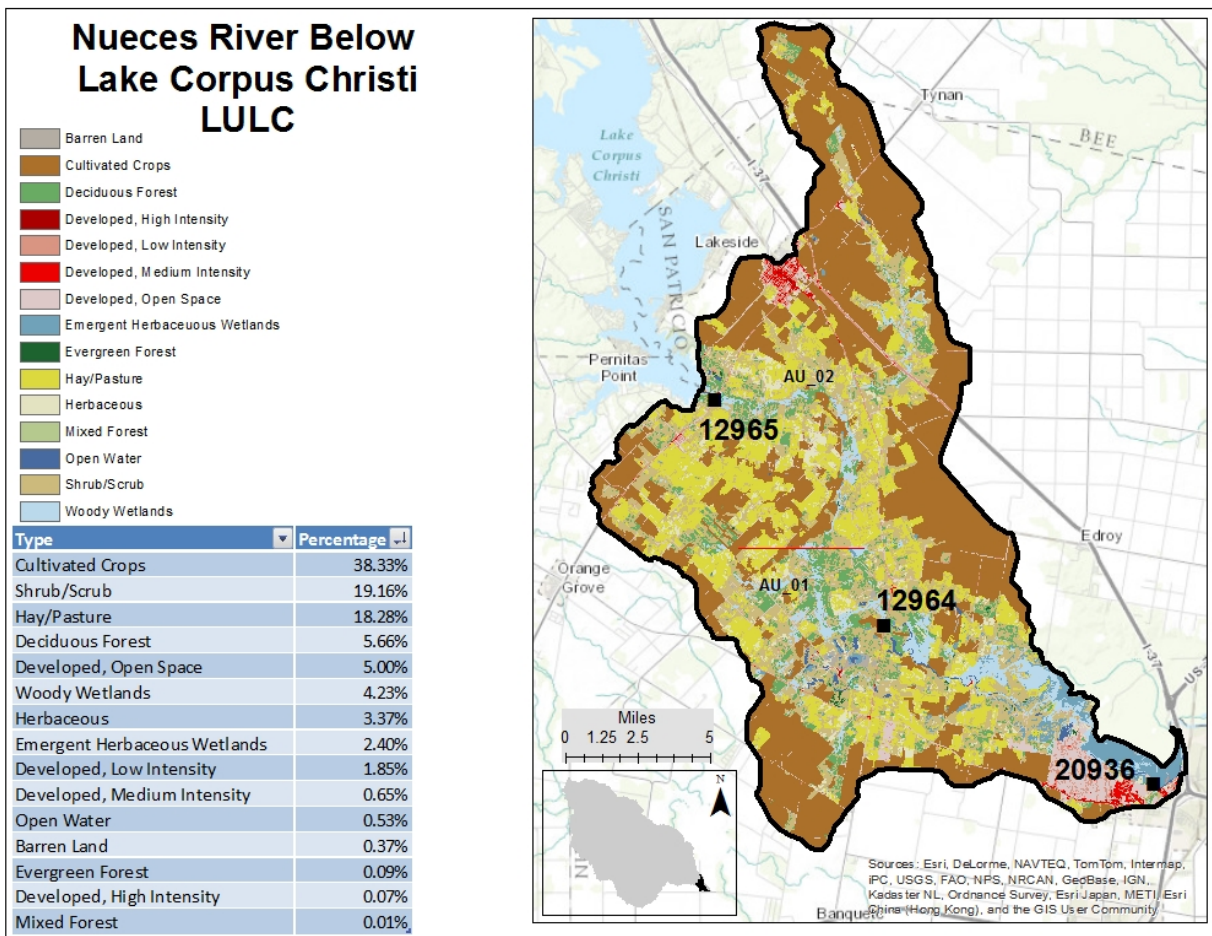 Nueces River Below
Lake Corpus Christi
LULC
Barren Land
Cultivated Crops
Deciduous Forest
Developed, High Intensity
Developed, Low Intensity
Developed, Medium Intensity
Developed, Open Space
Emergent Herbaceuous Wetlands
Evergreen Forest
Hay/Pasture
Herbaceous
Mixed Forest
Open Water
Shrub/Scrub
Woody Wetlands
Type Percentage
Cultivated Crops 38.33%
Shrub/Scrub 19.16%
Hay/Pasture 18.28%
Deciduous Forest 5.66%
Developed, Open Space 5.00%
Woody Wetlands 4.23%
Herbaceous 3.37%
Emergent Herbaceous Wetlands 2.40%
Developed, Low Intensity 1.85%
Developed, Medium Intensity 0.65%
Open Water 0.53%
Barren Land 0.37%
Evergreen Forest 0.09%
Developed, High Intensity 0.07%
Mixed Forest 0.01%
Tynan
BEE
Lake
Corpus
Christi
I-37
SAN PATRICIO
Lakeside
Pernitas
Point
AU_02
12965
Edroy
Orange
Grove
AU_01
12964
I-37
US-
20936
Miles
0 1.25 2.5 5
N
Banquete
Sources: Esri, DeLorme, NAVTEQ, TomTom, Intermap,
iPC, USGS, FAO, NPS, NRCAN, GeoBase, IGN,
Kadaster NL, Ordnance Survey, Esri Japan, METI, Esri
China (Hong Kong), and the GIS User Community